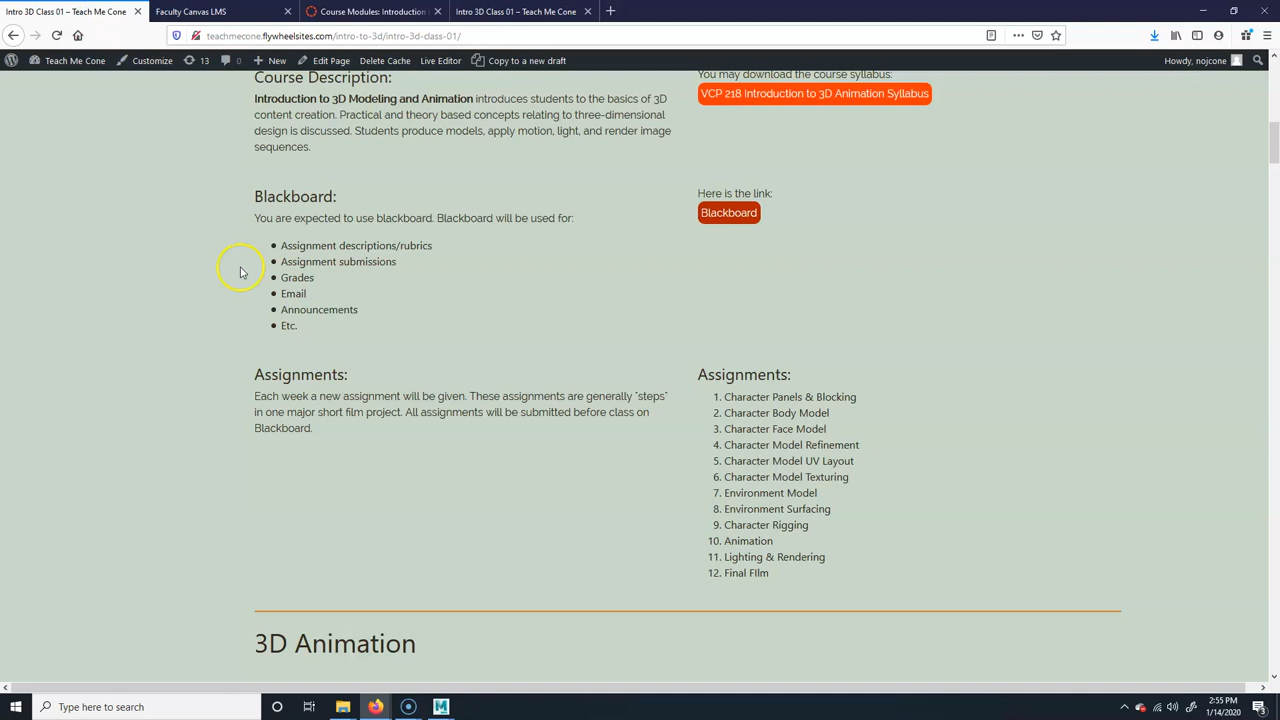 Intro 3D Class 01 – Teach Me Cone
Faculty Canvas LMS
Course Modules: Introduction
Intro 3D Class 01 – Teach Me Cone
teachmecone.flywheelsites.com/intro-to-3d/intro-3d-class-01/
Teach Me Cone
Customize
13
0
New
Edit Page
Delete Cache
Live Editor
Copy to a new draft
Howdy, nojcone
Course Description:
You may download the course syllabus:
Introduction to 3D Modeling and Animation introduces students to the basics of 3D
VCP 218 Introduction to 3D Animation Syllabus
content creation. Practical and theory based concepts relating to three-dimensional
design is discussed. Students produce models, apply motion, light, and render image
sequences.
Blackboard:
Here is the link:
You are expected to use blackboard. Blackboard will be used for:
Blackboard
• Assignment descriptions/rubrics
• Assignment submissions
• Grades
• Email
• Announcements
• Etc.
Assignments:
Each week a new assignment will be given. These assignments are generally "steps"
in one major short film project. All assignments will be submitted before class on
Blackboard.
Assignments:
1. Character Panels & Blocking
2. Character Body Model
3. Character Face Model
4. Character Model Refinement
5. Character Model UV Layout
6. Character Model Texturing
7. Environment Model
8. Environment Surfacing
9. Character Rigging
10. Animation
11. Lighting & Rendering
12. Final FIlm
3D Animation
Type here to search
2:55 PM
1/14/2020
3